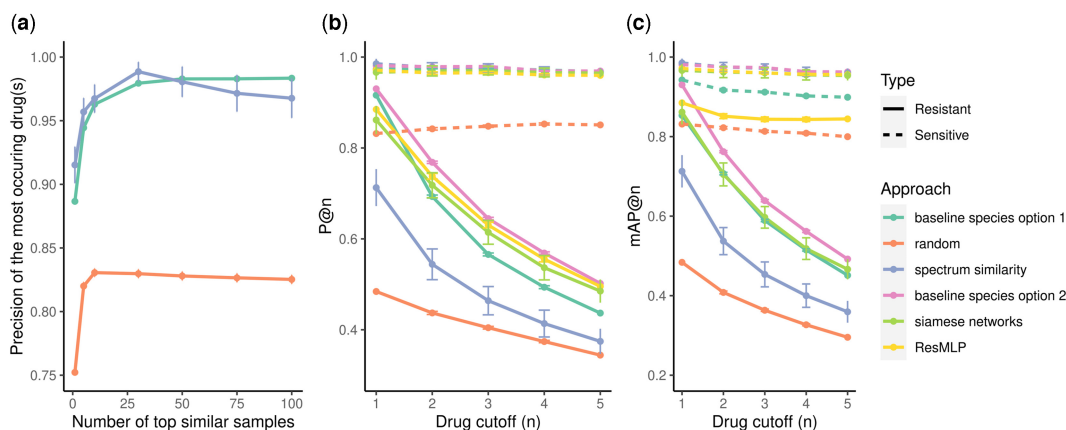 (a)
Precision of the most occuring drug(s)
1.00
0.95
0.90
0.85
0.80
0.75
0
25
50
75
100
Number of top similar samples
(b)
P@n
1.0
0.8
0.6
0.4
1
2
3
4
5
Drug cutoff (n)
(c)
mAP@n
1.0
0.8
0.6
0.4
0.2
1
2
3
4
5
Drug cutoff (n)
Type
Resistant
Sensitive
Approach
baseline species option 1
random
spectrum similarity
baseline species option 2
siamese networks
ResMLP